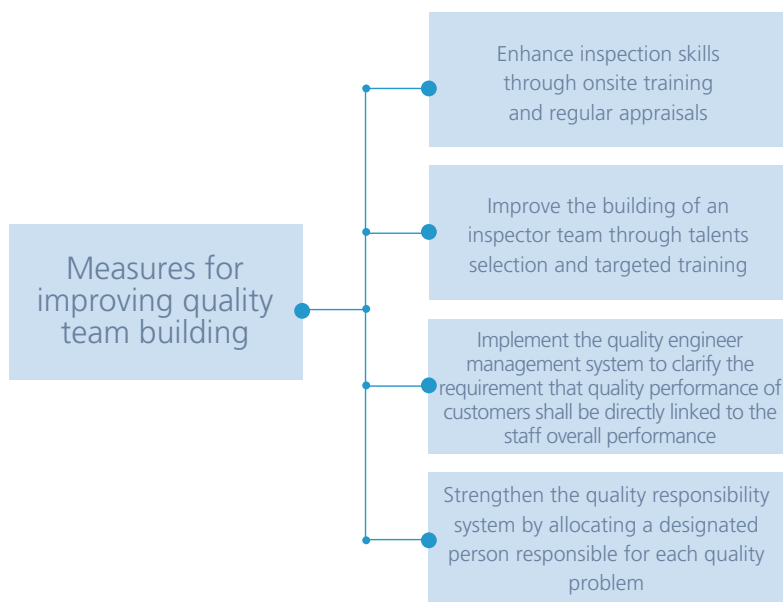 Measures for
improving quality
team building
Enhance inspection skills
through onsite training
and regular appraisals
Improve the building of an
inspector team through talents
selection and targeted training
Implement the quality engineer
management system to clarify the
requirement that quality performance of
customers shall be directly linked to the
staff overall performance
Strengthen the quality responsibility
system by allocating a designated
person responsible for each quality
problem